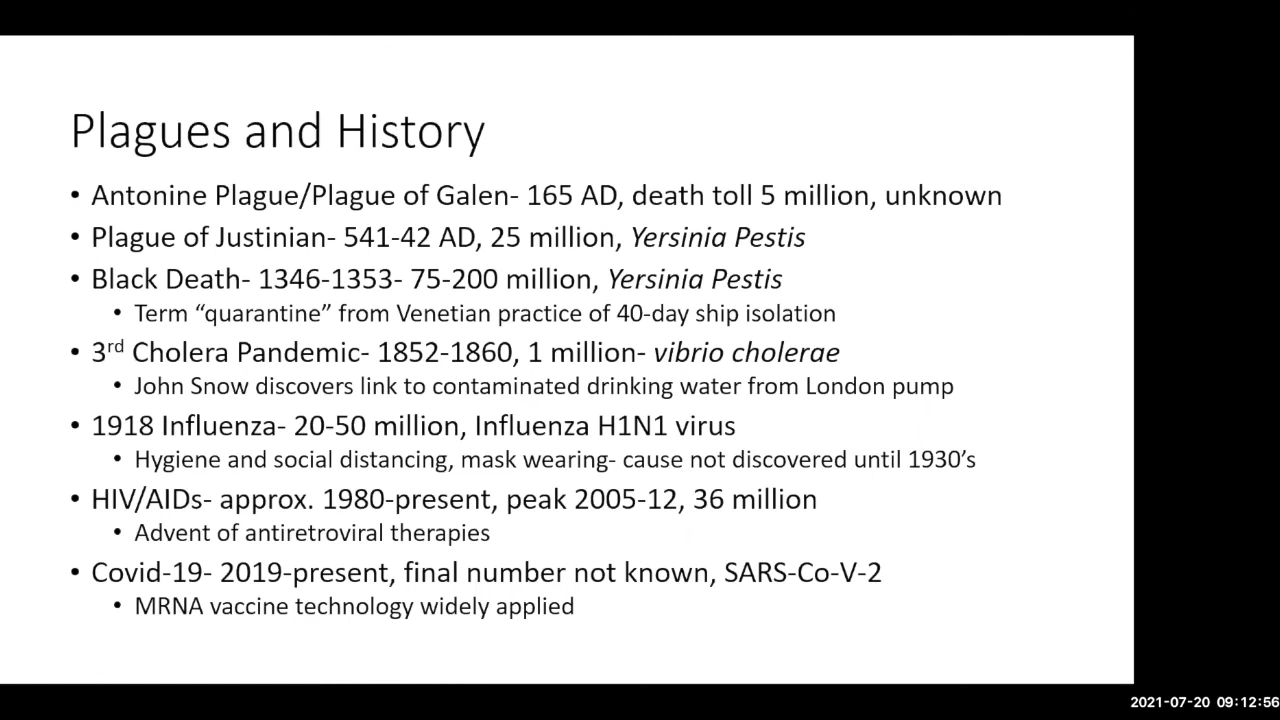 Plagues and History
• Antonine Plague/Plague of Galen- 165 AD, death toll 5 million, unknown
• Plague of Justinian- 541-42 AD, 25 million, Yersinia Pestis
• Black Death- 1346-1353- 75-200 million, Yersinia Pestis
• Term “quarantine” from Venetian practice of 40-day ship isolation
• 3rd Cholera Pandemic- 1852-1860, 1 million- vibrio cholerae
• John Snow discovers link to contaminated drinking water from London pump
• 1918 Influenza- 20-50 million, Influenza H1N1 virus
• Hygiene and social distancing, mask wearing- cause not discovered until 1930’s
• HIV/AIDs- approx. 1980-present, peak 2005-12, 36 million
• Advent of antiretroviral therapies
• Covid-19- 2019-present, final number not known, SARS-Co-V-2
• MRNA vaccine technology widely applied
2021-07-20 09:12:56